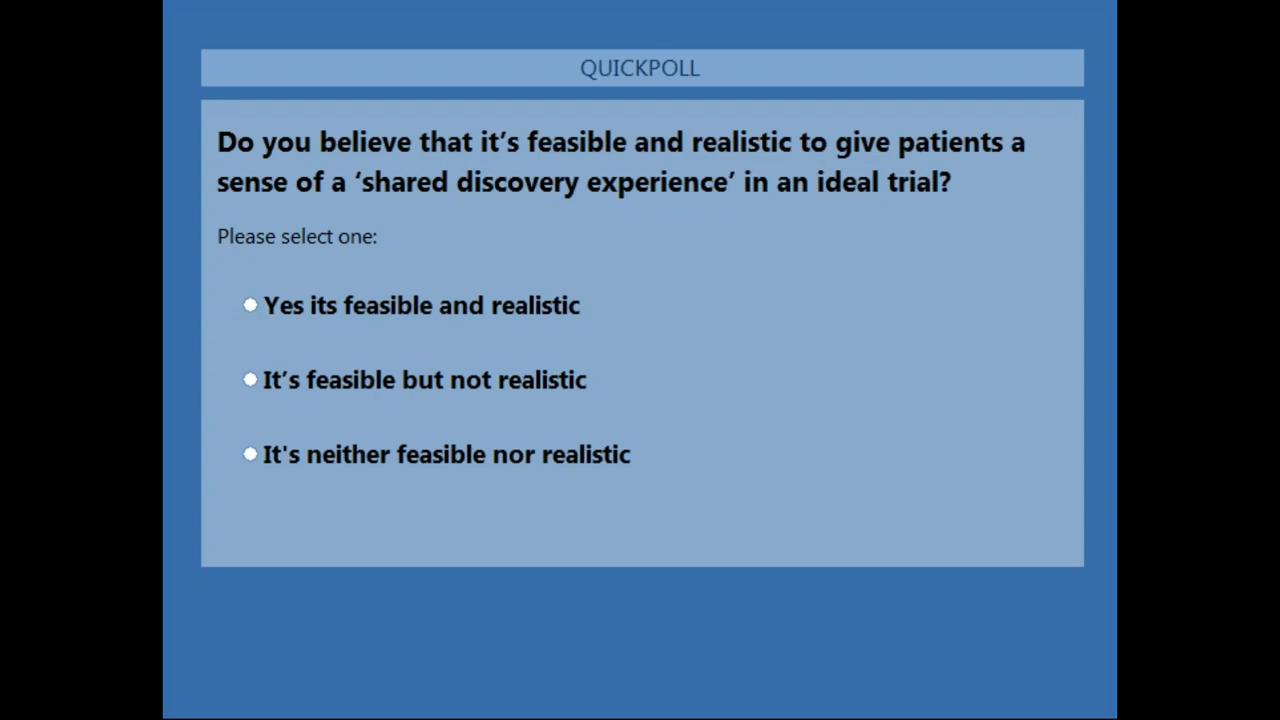 QUICKPOLL
Do you believe that it’s feasible and realistic to give patients a
sense of a ‘shared discovery experience’ in an ideal trial?
Please select one:
Yes its feasible and realistic
It’s feasible but not realistic
It's neither feasible nor realistic